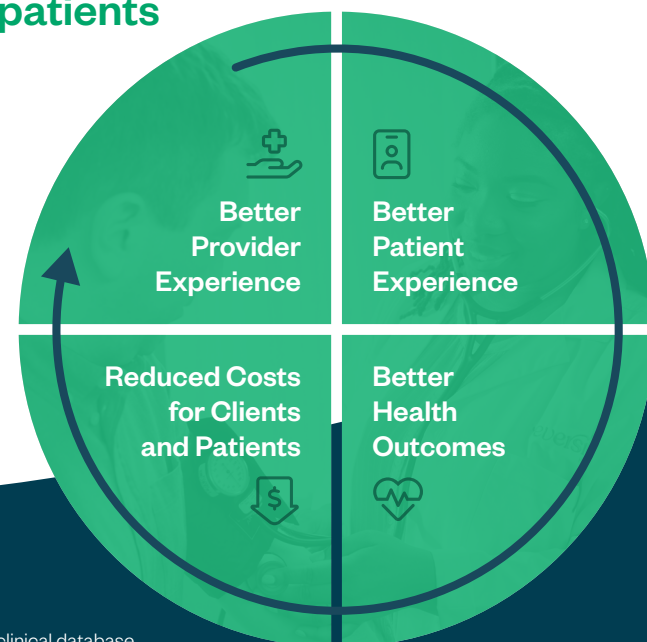 patients
Better
Provider
Experience
Better
Patient
Experience
Reduced Costs
for Clients
and Patients
$
Better
Health
Outcomes
clinical database